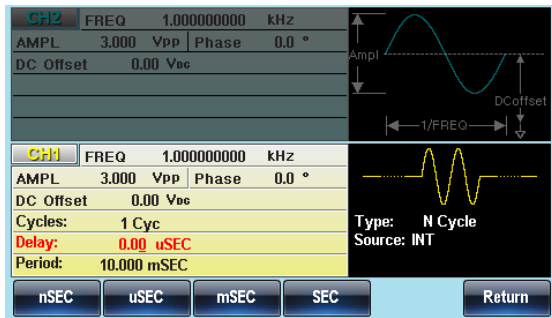 CH2 FREQ 1.000000000 kHz
AMPL 3.000 Vpp Phase 0.0 °
DC Offset 0.00 VDC
Ampl
DCoffset
1/FREQ
CH1 FREQ 1.000000000 kHz
AMPL 3.000 Vpp Phase 0.0 °
DC Offset 0.00 VDC
Cycles: 1 Cyc
Delay: 0.00 uSEC
Period: 10.000 mSEC
Type: N Cycle
Source: INT
nSEC uSEC mSEC SEC Return